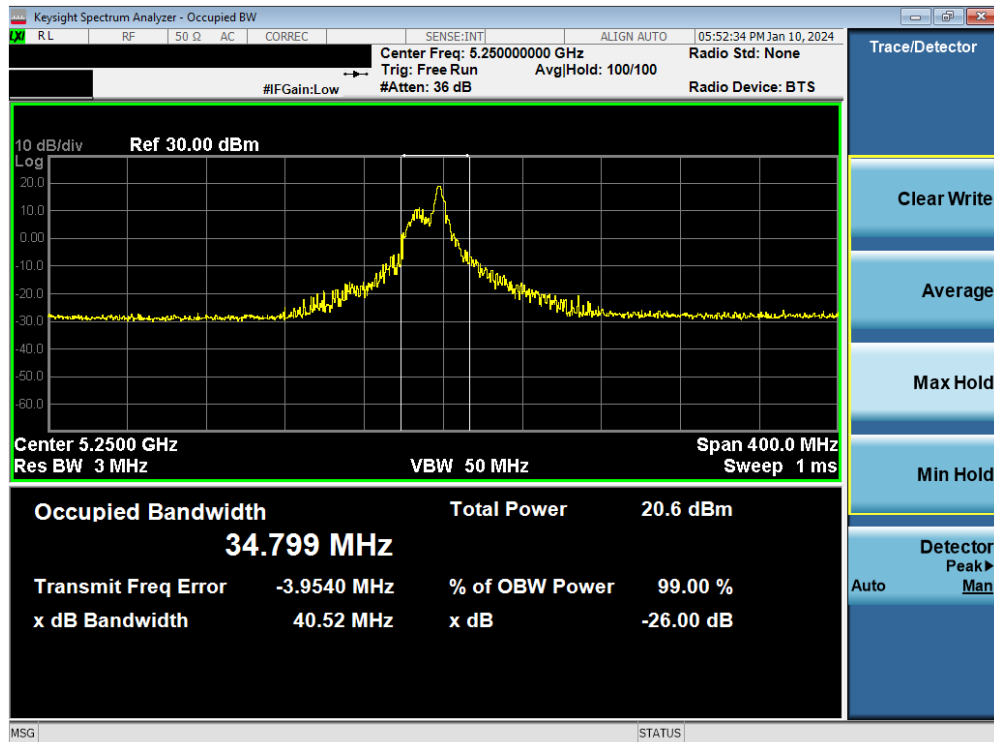 Keysight Spectrum Analyzer - Occupied BW
LXI RL RF 50 Ω AC CORREC SENSE:INT ALIGN AUTO 05:52:34 PM Jan 10, 2024
Center Freq: 5.250000000 GHz Radio Std: None
Trig: Free Run Avg|Hold: 100/100
#IFGain:Low #Atten: 36 dB Radio Device: BTS
Trace/Detector
10 dB/div Ref 30.00 dBm
Log
20.0
10.0
0.00
-10.0
-20.0
-30.0
-40.0
-50.0
-60.0
Center 5.2500 GHz Span 400.0 MHz
Res BW 3 MHz VBW 50 MHz Sweep 1 ms
Occupied Bandwidth Total Power 20.6 dBm
34.799 MHz
Transmit Freq Error -3.9540 MHz % of OBW Power 99.00 %
x dB Bandwidth 40.52 MHz x dB -26.00 dB
Clear Write
Average
Max Hold
Min Hold
Detector
Peak▶
Auto Man
MSG STATUS